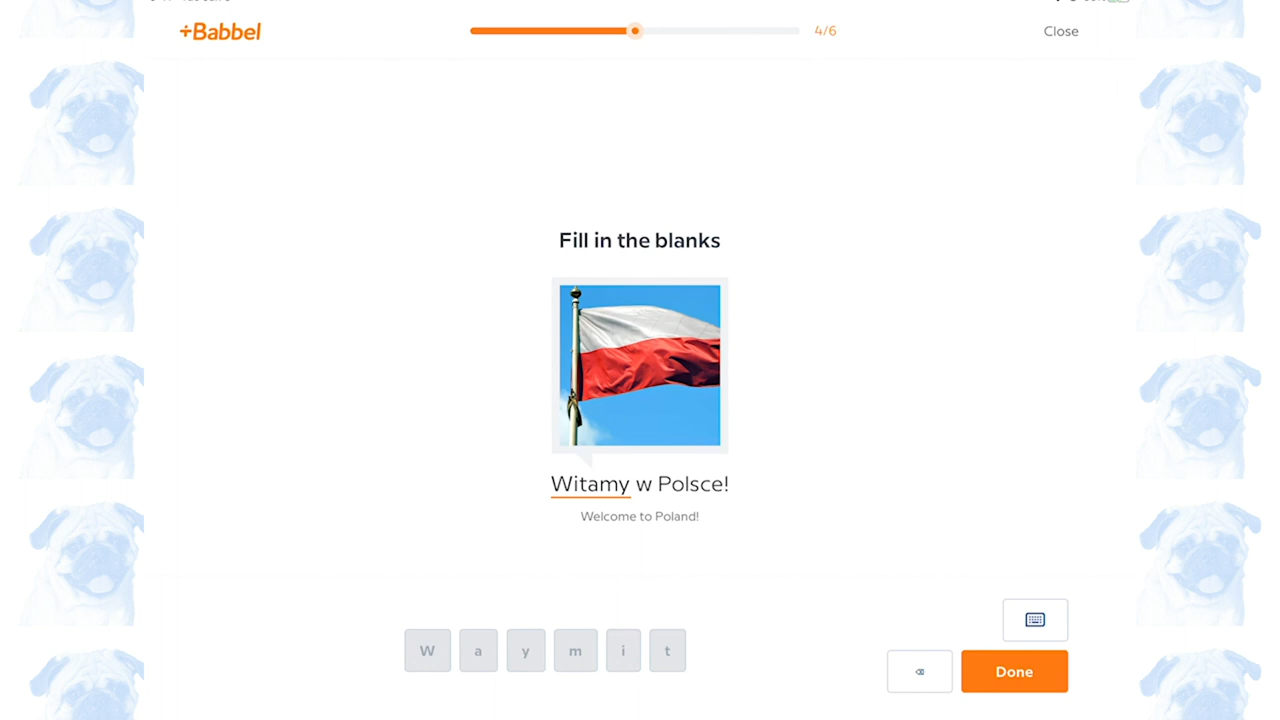 ÷Babbel
4/6
Close
Fill in the blanks
Witamy w Polsce!
Welcome to Poland!
W a y m i t
Done